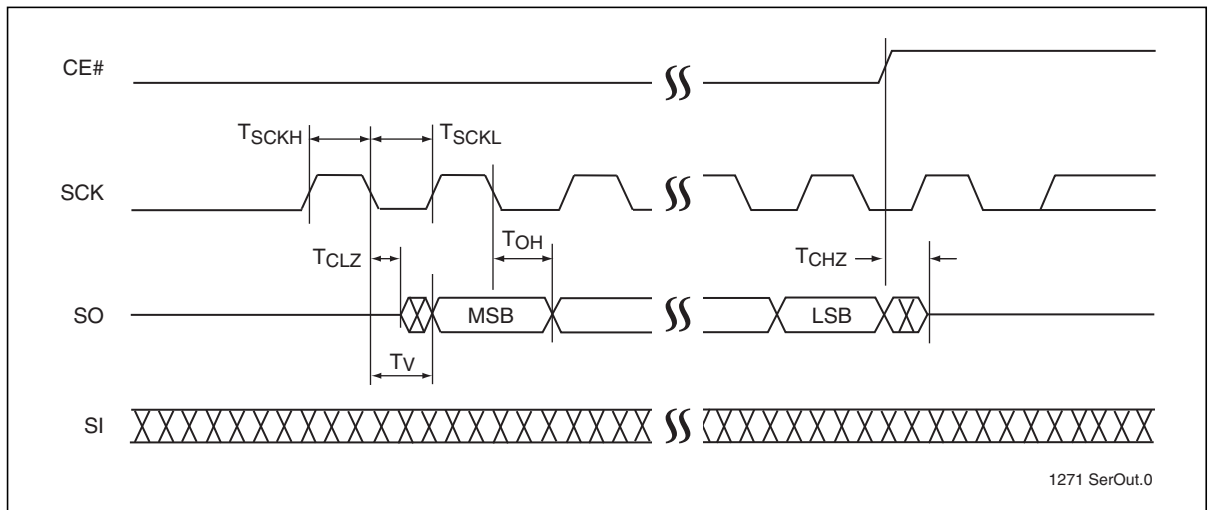 CE#
TSCKH
TSCKL
SCK
TOH
TCLZ
TCHZ
SO
MSB
LSB
TV
SI
1271 SerOut.0